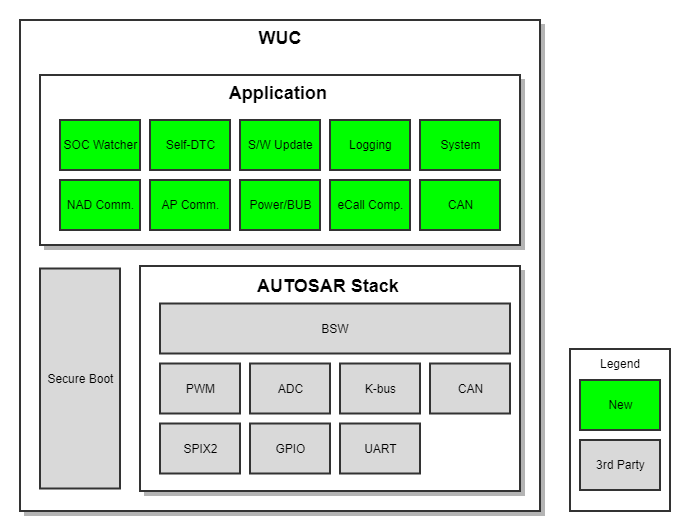 WUC
Application
SOC Watcher
Self-DTC
S/W Update
Logging
System
NAD Comm.
AP Comm.
Power/BUB
eCall Comp.
CAN
Secure Boot
AUTOSAR Stack
BSW
PWM
ADC
K-bus
CAN
SPIX2
GPIO
UART
Legend
New
3rd Party